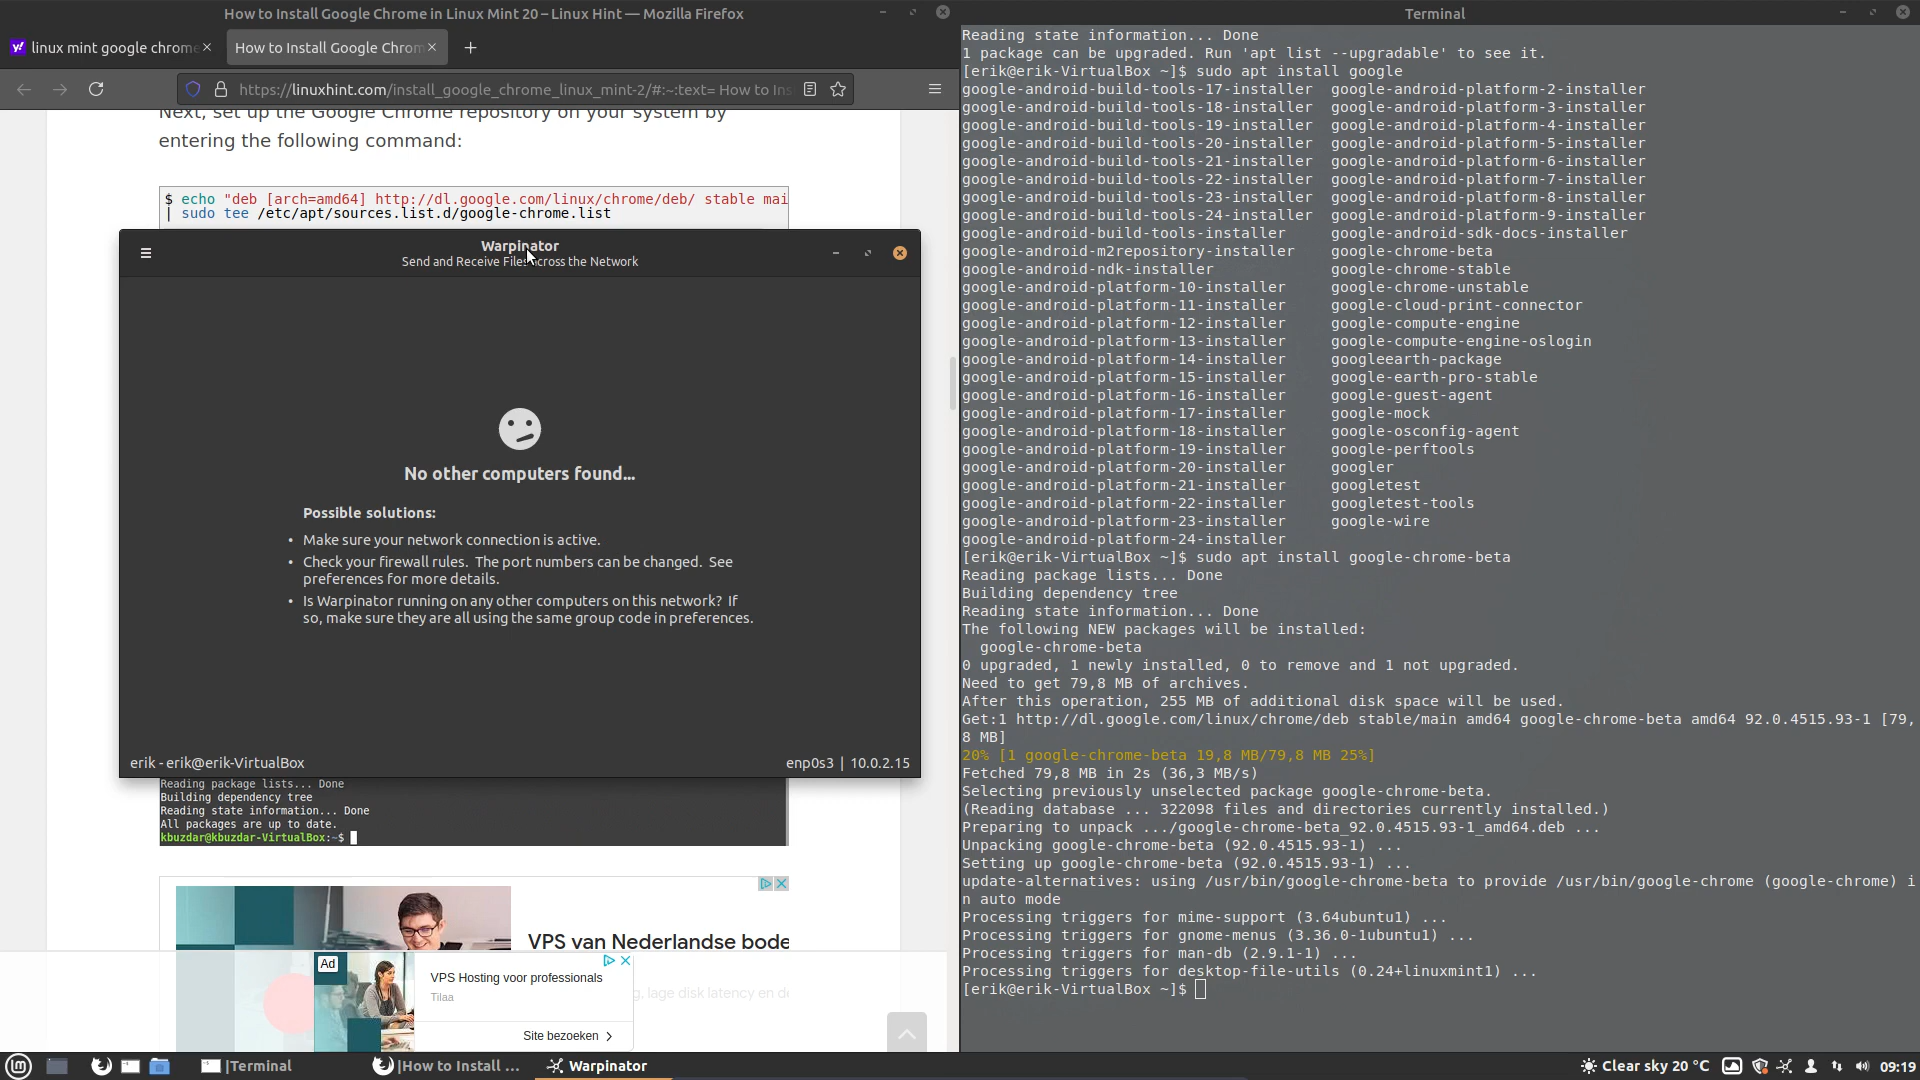 How to Install Google Chrome in Linux Mint 20 – Linux Hint — Mozilla Firefox
linux mint google chrome
How to Install Google Chrom
https://linuxhint.com/install_google_chrome_linux_mint-2/#:~:text= How to Ins
Next, set up the Google Chrome repository on your system by
entering the following command:
$ echo "deb [arch=amd64] http://dl.google.com/linux/chrome/deb/ stable mai
| sudo tee /etc/apt/sources.list.d/google-chrome.list
Warpinator
Send and Receive Files across the Network
No other computers found...
Possible solutions:
• Make sure your network connection is active.
• Check your firewall rules. The port numbers can be changed. See
preferences for more details.
• Is Warpinator running on any other computers on this network? If
so, make sure they are all using the same group code in preferences.
erik - erik@erik-VirtualBox
enp0s3 | 10.0.2.15
Reading package lists... Done
Building dependency tree
Reading state information... Done
All packages are up to date.
kbuzdar@kbuzdar-VirtualBox:~$
VPS van Nederlandse bode
Ad
VPS Hosting voor professionals
Tilaa
g, lage disk latency en de
Site bezoeken
Terminal
Reading state information... Done
1 package can be upgraded. Run 'apt list --upgradable' to see it.
[erik@erik-VirtualBox ~]$ sudo apt install google
google-android-build-tools-17-installer google-android-platform-2-installer
google-android-build-tools-18-installer google-android-platform-3-installer
google-android-build-tools-19-installer google-android-platform-4-installer
google-android-build-tools-20-installer google-android-platform-5-installer
google-android-build-tools-21-installer google-android-platform-6-installer
google-android-build-tools-22-installer google-android-platform-7-installer
google-android-build-tools-23-installer google-android-platform-8-installer
google-android-build-tools-24-installer google-android-platform-9-installer
google-android-build-tools-installer google-android-sdk-docs-installer
google-android-m2repository-installer google-chrome-beta
google-android-ndk-installer google-chrome-stable
google-android-platform-10-installer google-chrome-unstable
google-android-platform-11-installer google-cloud-print-connector
google-android-platform-12-installer google-compute-engine
google-android-platform-13-installer google-compute-engine-oslogin
google-android-platform-14-installer googleearth-package
google-android-platform-15-installer google-earth-pro-stable
google-android-platform-16-installer google-guest-agent
google-android-platform-17-installer google-mock
google-android-platform-18-installer google-osconfig-agent
google-android-platform-19-installer google-perftools
google-android-platform-20-installer googler
google-android-platform-21-installer googletest
google-android-platform-22-installer googletest-tools
google-android-platform-23-installer google-wire
google-android-platform-24-installer
[erik@erik-VirtualBox ~]$ sudo apt install google-chrome-beta
Reading package lists... Done
Building dependency tree
Reading state information... Done
The following NEW packages will be installed:
google-chrome-beta
0 upgraded, 1 newly installed, 0 to remove and 1 not upgraded.
Need to get 79,8 MB of archives.
After this operation, 255 MB of additional disk space will be used.
Get:1 http://dl.google.com/linux/chrome/deb stable/main amd64 google-chrome-beta amd64 92.0.4515.93-1 [79,
8 MB]
20% [1 google-chrome-beta 19,8 MB/79,8 MB 25%]
Fetched 79,8 MB in 2s (36,3 MB/s)
Selecting previously unselected package google-chrome-beta.
(Reading database ... 322098 files and directories currently installed.)
Preparing to unpack .../google-chrome-beta_92.0.4515.93-1_amd64.deb ...
Unpacking google-chrome-beta (92.0.4515.93-1) ...
Setting up google-chrome-beta (92.0.4515.93-1) ...
update-alternatives: using /usr/bin/google-chrome-beta to provide /usr/bin/google-chrome (google-chrome) i
n auto mode
Processing triggers for mime-support (3.64ubuntu1) ...
Processing triggers for gnome-menus (3.36.0-1ubuntu1) ...
Processing triggers for man-db (2.9.1-1) ...
Processing triggers for desktop-file-utils (0.24+linuxmint1) ...
[erik@erik-VirtualBox ~]$
|Terminal
|How to Install ...
Warpinator
Clear sky 20 °C
09:19